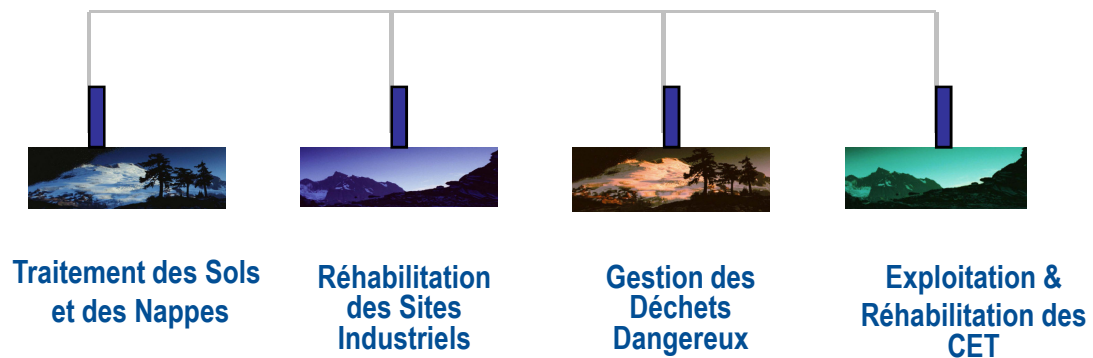 Traitement des Sols
et des Nappes
Réhabilitation
des Sites
Industriels
Gestion des
Déchets
Dangereux
Exploitation &
Réhabilitation des
CET